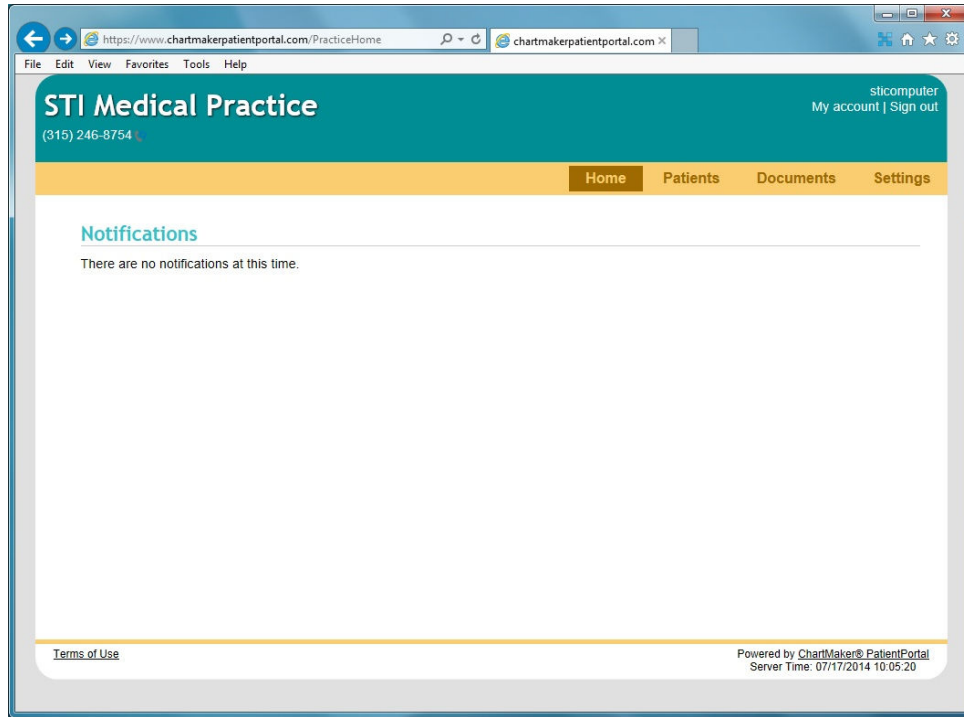 https://www.chartmakerpatientportal.com/PracticeHome
chartmakerpatientportal.com
File Edit View Favorites Tools Help
STI Medical Practice
sticomputer
My account | Sign out
(315) 246-8754
Home Patients Documents Settings
Notifications
There are no notifications at this time.
Terms of Use
Powered by ChartMaker® PatientPortal
Server Time: 07/17/2014 10:05:20